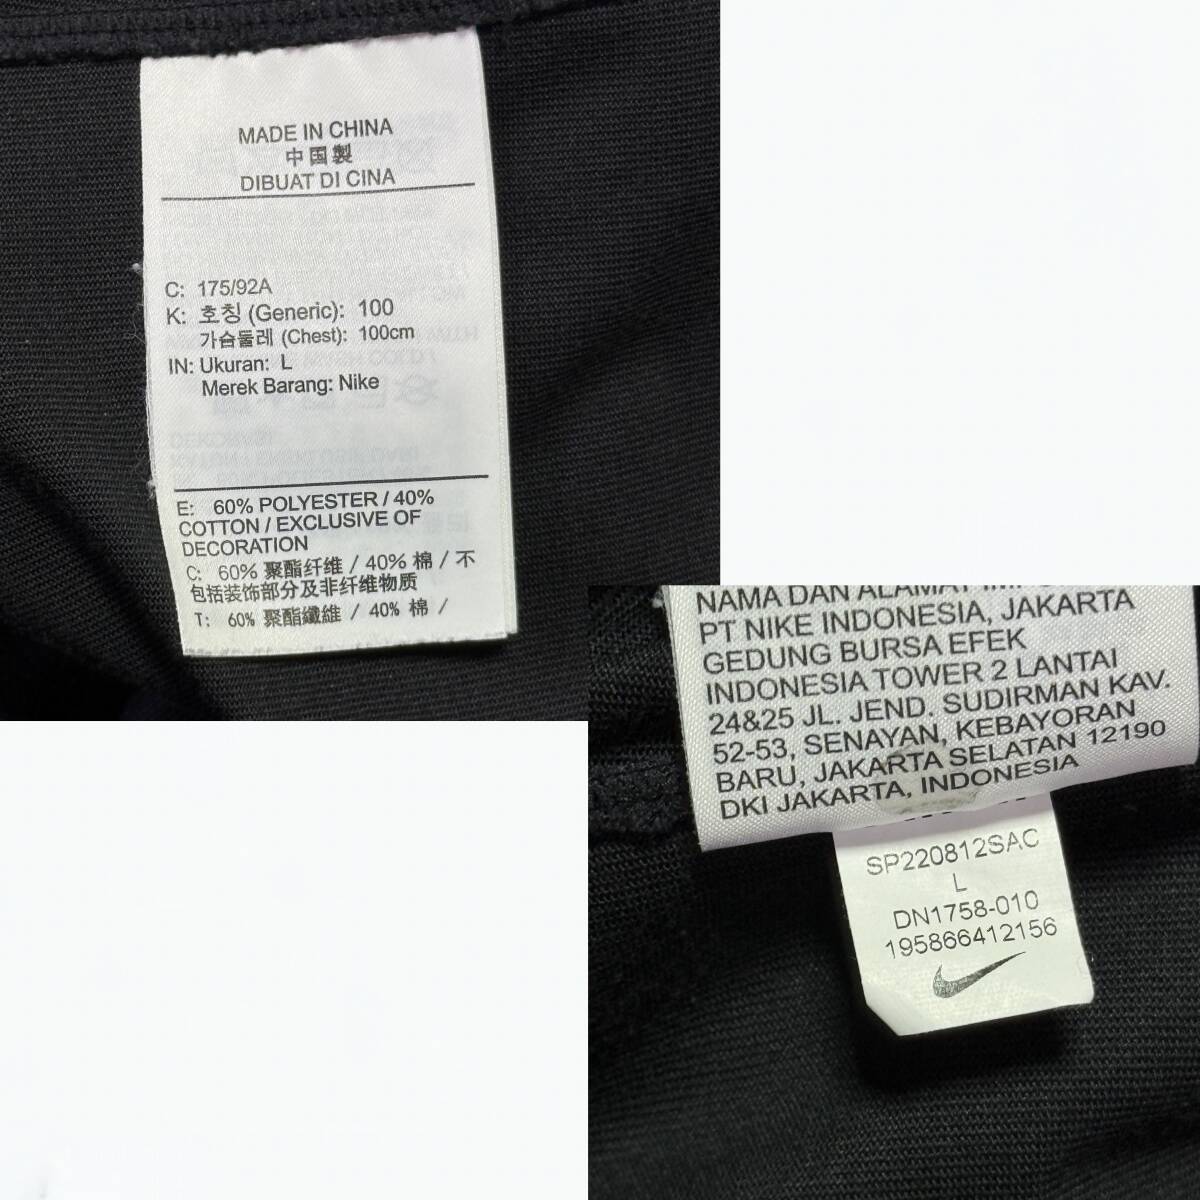 MADE IN CHINA
中国製
DIBUAT DI CINA
C: 175/92A
K: 호칭 (Generic): 100
가슴둘레 (Chest): 100cm
IN: Ukuran: L
Merek Barang: Nike
E: 60% POLYESTER / 40%
COTTON / EXCLUSIVE OF
DECORATION
C: 60% 聚酯纤维 / 40% 棉 / 不
包括装饰部分及非纤维物质
T: 60% 聚酯纖維 / 40% 棉 /
NAMA DAN ALAMAT
PT NIKE INDONESIA, JAKARTA
GEDUNG BURSA EFEK
INDONESIA TOWER 2 LANTAI
24&25 JL. JEND. SUDIRMAN KAV.
52-53, SENAYAN, KEBAYORAN
BARU, JAKARTA SELATAN 12190
DKI JAKARTA, INDONESIA
SP220812SAC
L
DN1758-010
195866412156